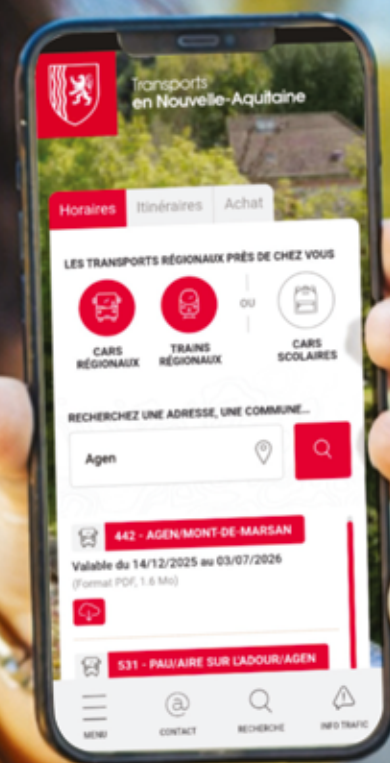 Transports
en Nouvelle-Aquitaine
Horaires Itinéraires Achat
LES TRANSPORTS RÉGIONAUX PRÈS DE CHEZ VOUS
OU
CARS
RÉGIONAUX
TRAINS
RÉGIONAUX
CARS
SCOLAIRES
RECHERCHEZ UNE ADRESSE, UNE COMMUNE...
Agen
442 - AGEN/MONT-DE-MARSAN
Valable du 14/12/2025 au 03/07/2026
(Format PDF, 1.6 Mo)
531 - PAU/AIRE SUR L'ADOUR/AGEN
MENU CONTACT RECHERCHE INFO TRAFIC